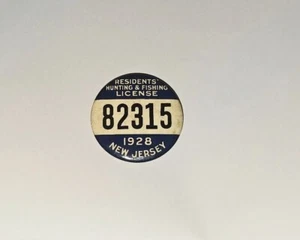 RESIDENTS'
HUNTING & FISHING
LICENSE
82315
1928
NEW JERSEY